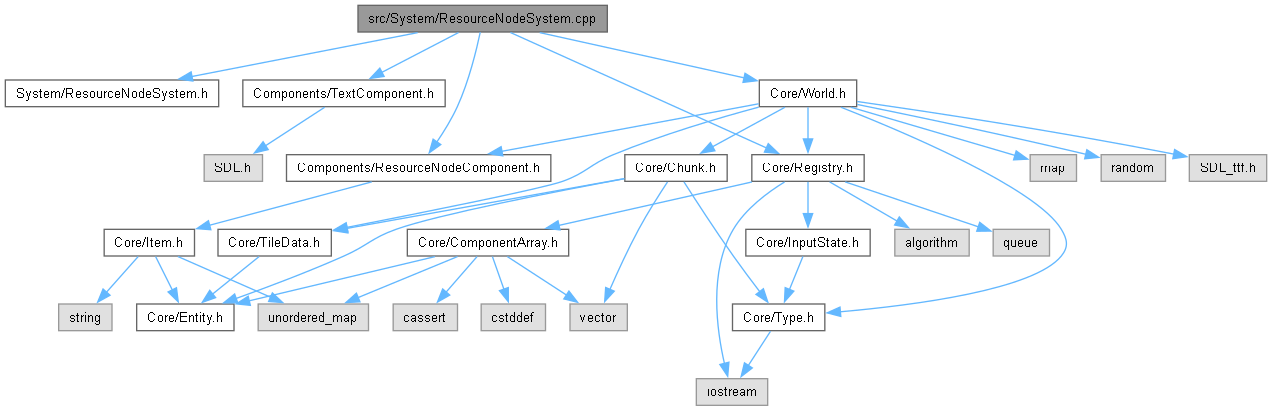 src/System/ResourceNodeSystem.cpp
System/ResourceNodeSystem.h
Components/TextComponent.h
Core/World.h
SDL.h
Components/ResourceNodeComponent.h
Core/Chunk.h
Core/Registry.h
map
random
SDL_ttf.h
Core/Item.h
Core/TileData.h
Core/ComponentArray.h
Core/InputState.h
algorithm
queue
string
Core/Entity.h
unordered_map
cassert
cstddef
vector
Core/Type.h
iostream